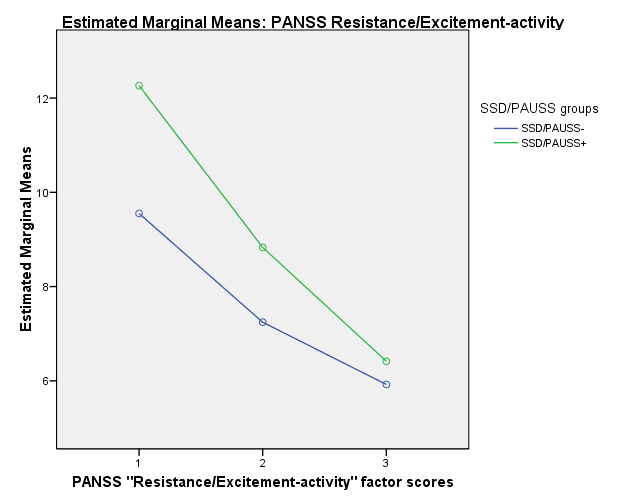 Estimated Marginal Means: PANSS Resistance/Excitement-activity
SSD/PAUSS groups
SSD/PAUSS-
SSD/PAUSS+
Estimated Marginal Means
12
10
8
6
1 2 3
PANSS "Resistance/Excitement-activity" factor scores